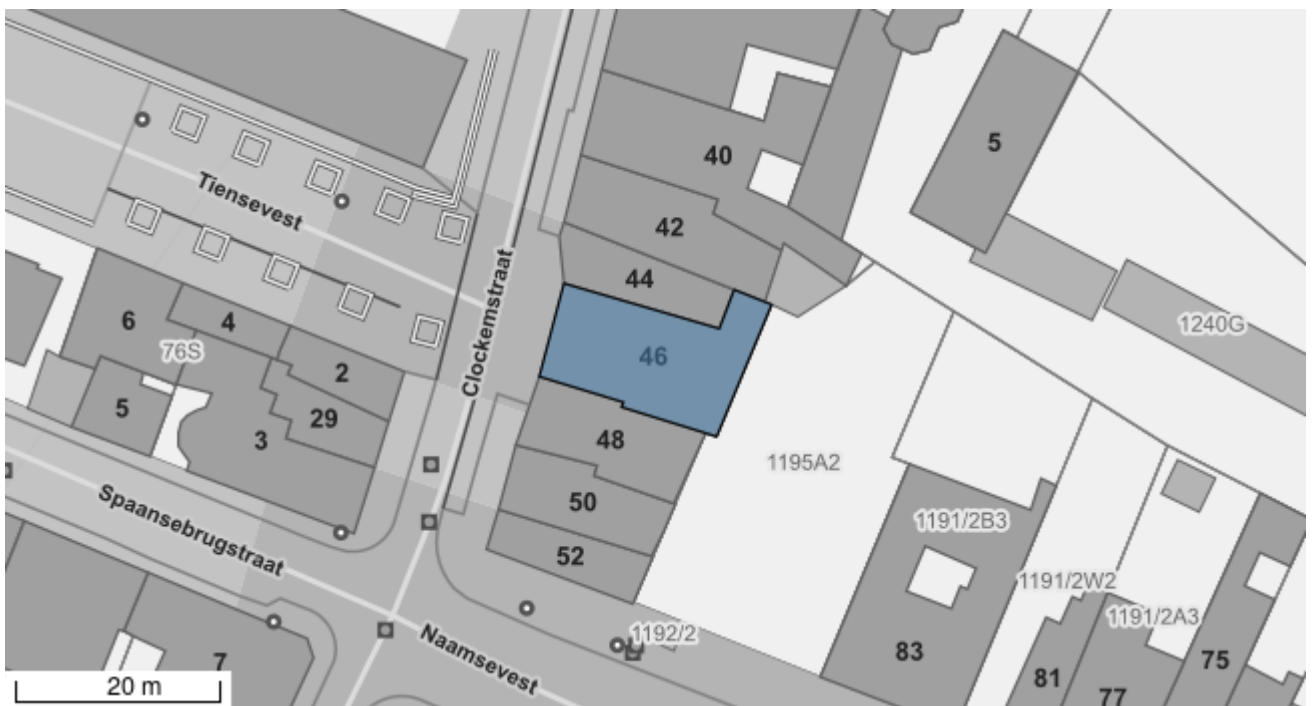 40
5
Tiensevest
42
44
1240G
6
4
76S
2
Clockemstraat
46
5
29
3
48
1195A2
50
Spaansebrugstraat
1191/2B3
52
1191/2W2
1191/2A3
1192/2
Naamsevest
7
83
81
77
75
20 m